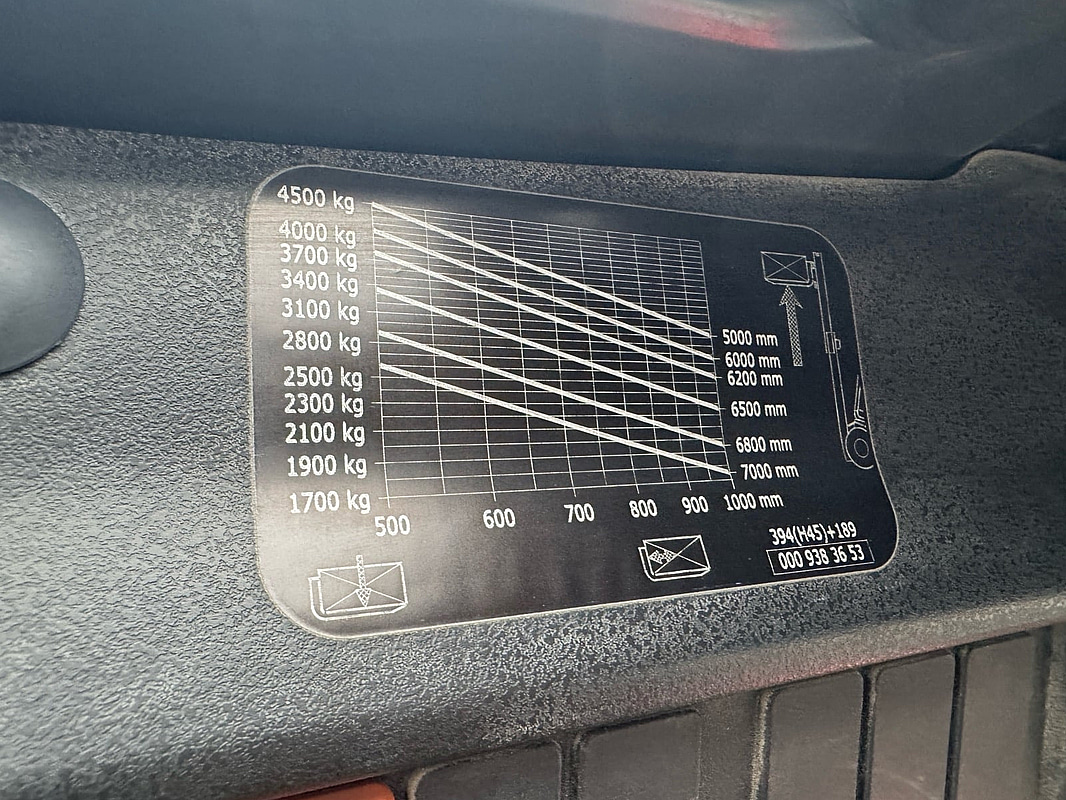 4500 kg
4000 kg
3700 kg
3400 kg
3100 kg
2800 kg
2500 kg
2300 kg
2100 kg
1900 kg
1700 kg
5000 mm
6000 mm
6200 mm
6500 mm
6800 mm
7000 mm
500 600 700 800 900 1000 mm
394(H45)+189
000 938 36 53